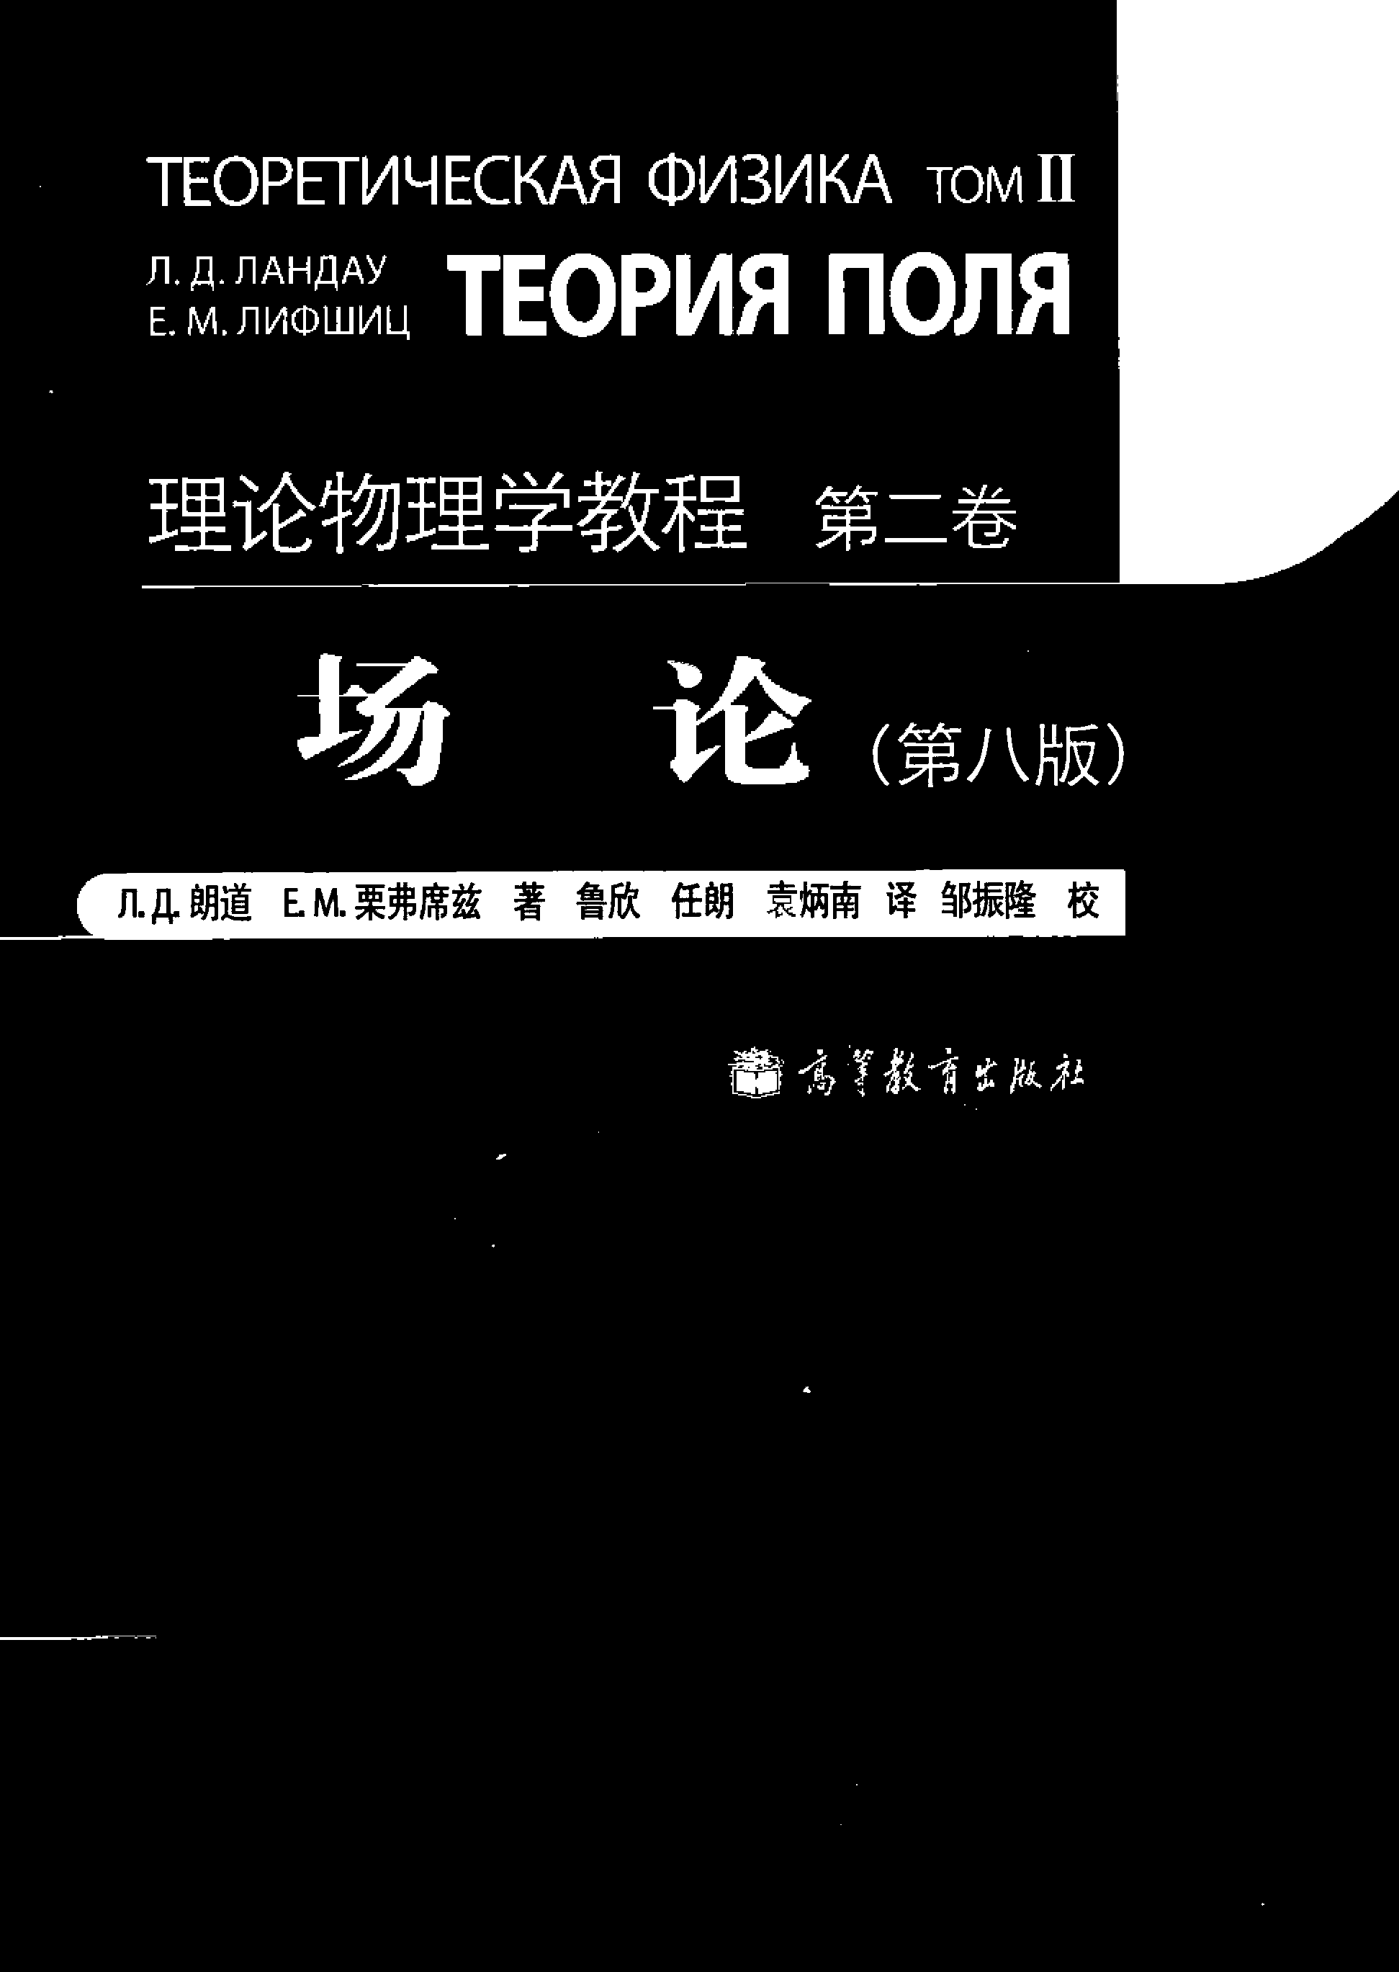 ТЕОРЕТИЧЕСКАЯ ФИЗИКА ТОМ II
Л. Д. ЛАНДАУ
Е. М. ЛИФШИЦ
ТЕОРИЯ ПОЛЯ
理论物理学教程 第二卷
场 论 (第八版)
Л. Д. 朗道 Е. М. 栗弗席兹 著 鲁欣 任朗 袁炳南 译 邹振隆 校
高等教育出版社